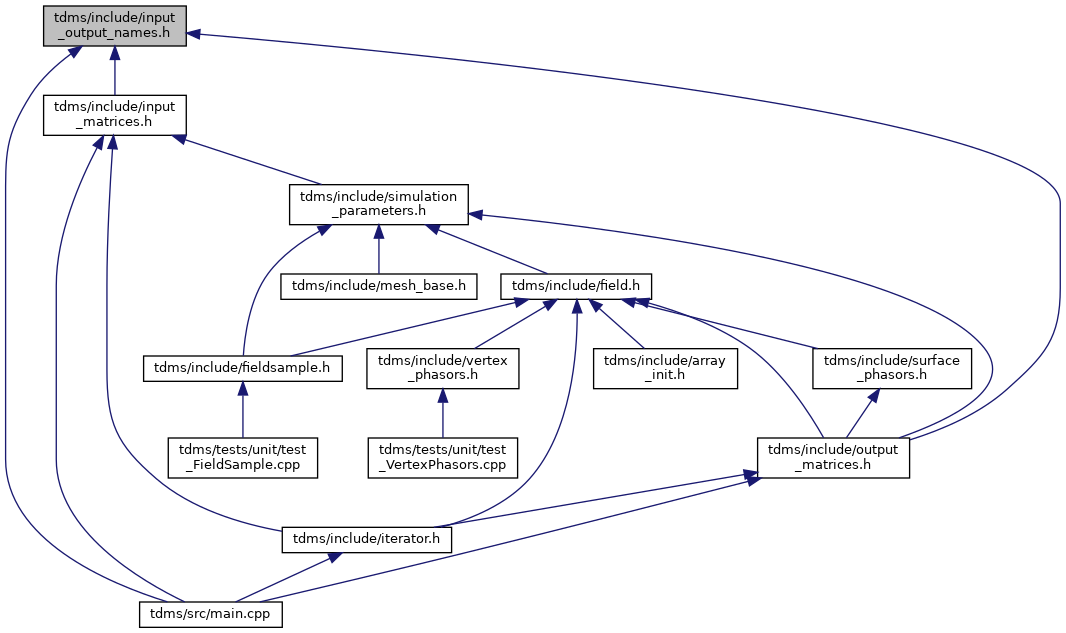 tdms/include/input
_output_names.h
tdms/include/input
_matrices.h
tdms/include/simulation
_parameters.h
tdms/include/mesh_base.h
tdms/include/field.h
tdms/include/fieldsample.h
tdms/include/vertex
_phasors.h
tdms/include/array
_init.h
tdms/include/surface
_phasors.h
tdms/tests/unit/test
_FieldSample.cpp
tdms/tests/unit/test
_VertexPhasors.cpp
tdms/include/output
_matrices.h
tdms/include/iterator.h
tdms/src/main.cpp